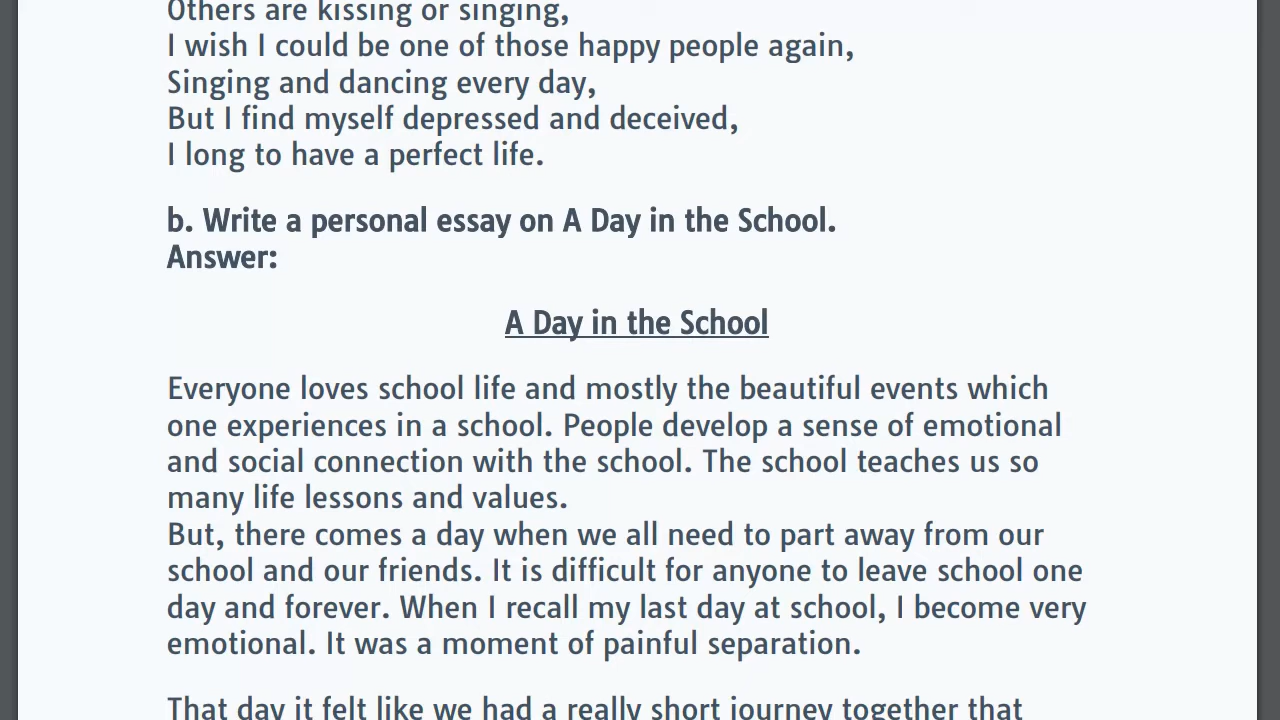 Others are kissing or singing,
I wish I could be one of those happy people again,
Singing and dancing every day,
But I find myself depressed and deceived,
I long to have a perfect life.
b. Write a personal essay on A Day in the School.
Answer:
A Day in the School
Everyone loves school life and mostly the beautiful events which
one experiences in a school. People develop a sense of emotional
and social connection with the school. The school teaches us so
many life lessons and values.
But, there comes a day when we all need to part away from our
school and our friends. It is difficult for anyone to leave school one
day and forever. When I recall my last day at school, I become very
emotional. It was a moment of painful separation.
That day it felt like we had a really short journey together that